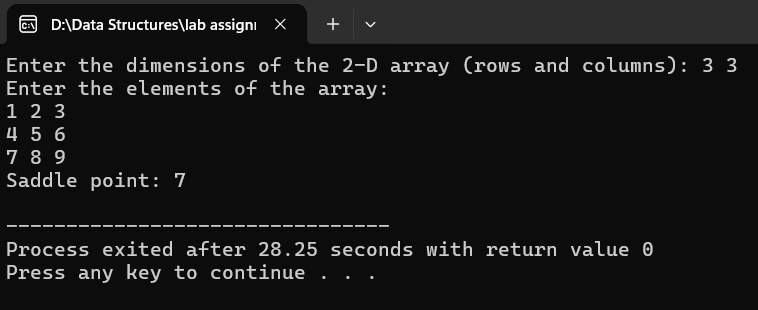 D:\Data Structures\lab assignı
Enter the dimensions of the 2-D array (rows and columns): 3 3
Enter the elements of the array:
1 2 3
4 5 6
7 8 9
Saddle point: 7
--------------------------------
Process exited after 28.25 seconds with return value 0
Press any key to continue . . .